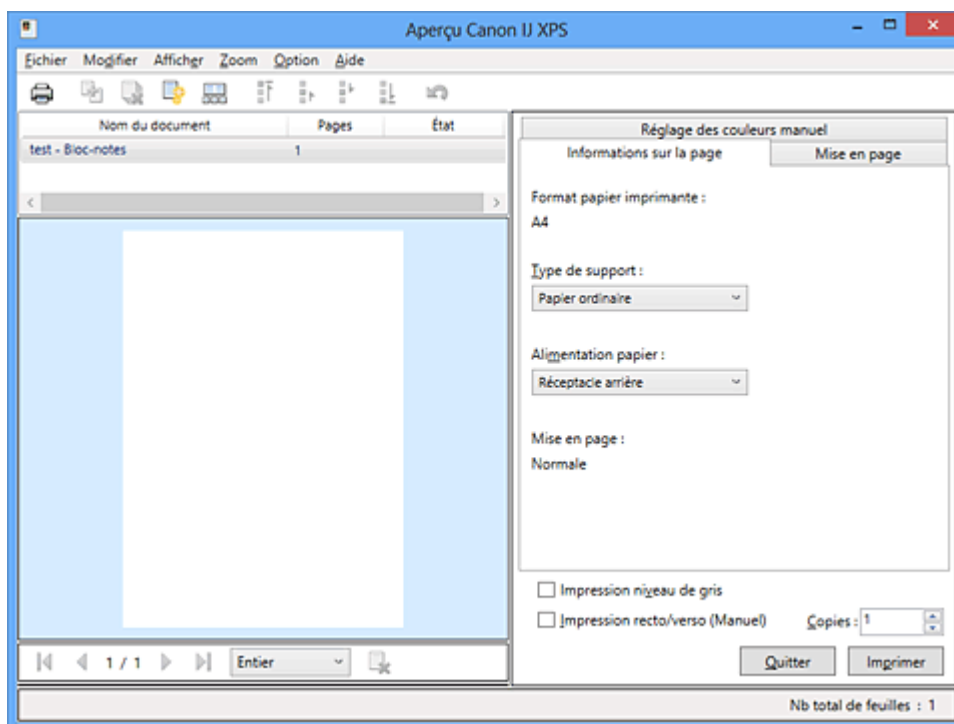 Aperçu Canon IJ XPS
Fichier Modifier Afficher Zoom Option Aide
Nom du document Pages État
test - Bloc-notes 1
Réglage des couleurs manuel
Informations sur la page Mise en page
Format papier imprimante :
A4
Type de support :
Papier ordinaire
Alimentation papier :
Réceptacle arrière
Mise en page :
Normale
Impression niveau de gris
Impression recto/verso (Manuel) Copies : 1
1 / 1 Entier
Quitter Imprimer
Nb total de feuilles : 1